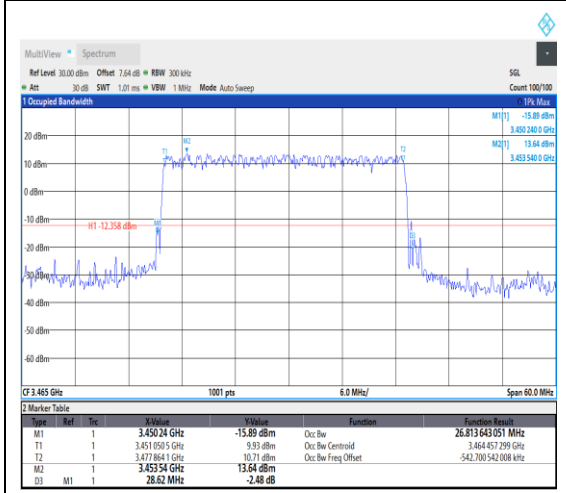 MultiView Spectrum
Ref Level 30.00 dBm Offset 7.64 dB RBW 300 kHz SGL
Att 30 dB SWT 1.01 ms VBW 1 MHz Mode Auto Sweep Count 100/100
1 Occupied Bandwidth 1Pk Max
M1[1] -15.89 dBm
3.450 240 0 GHz
M2[1] 13.64 dBm
3.453 540 0 GHz
20 dBm
T1 M2 T2
10 dBm
0 dBm
-10 dBm
H1 -12.358 dBm
M1
D3
-20 dBm
-30 dBm
-40 dBm
-50 dBm
-60 dBm
CF 3.465 GHz 1001 pts 6.0 MHz/ Span 60.0 MHz
2 Marker Table
Type Ref Trc X-Value Y-Value Function Function Result
M1 1 3.45024 GHz -15.89 dBm Occ Bw 26.813 643 051 MHz
T1 1 3.451 050 5 GHz 9.93 dBm Occ Bw Centroid 3.464 457 299 GHz
T2 1 3.477 864 1 GHz 10.71 dBm Occ Bw Freq Offset -542.700 542 008 kHz
M2 1 3.45354 GHz 13.64 dBm
D3 M1 1 28.62 MHz -2.48 dB